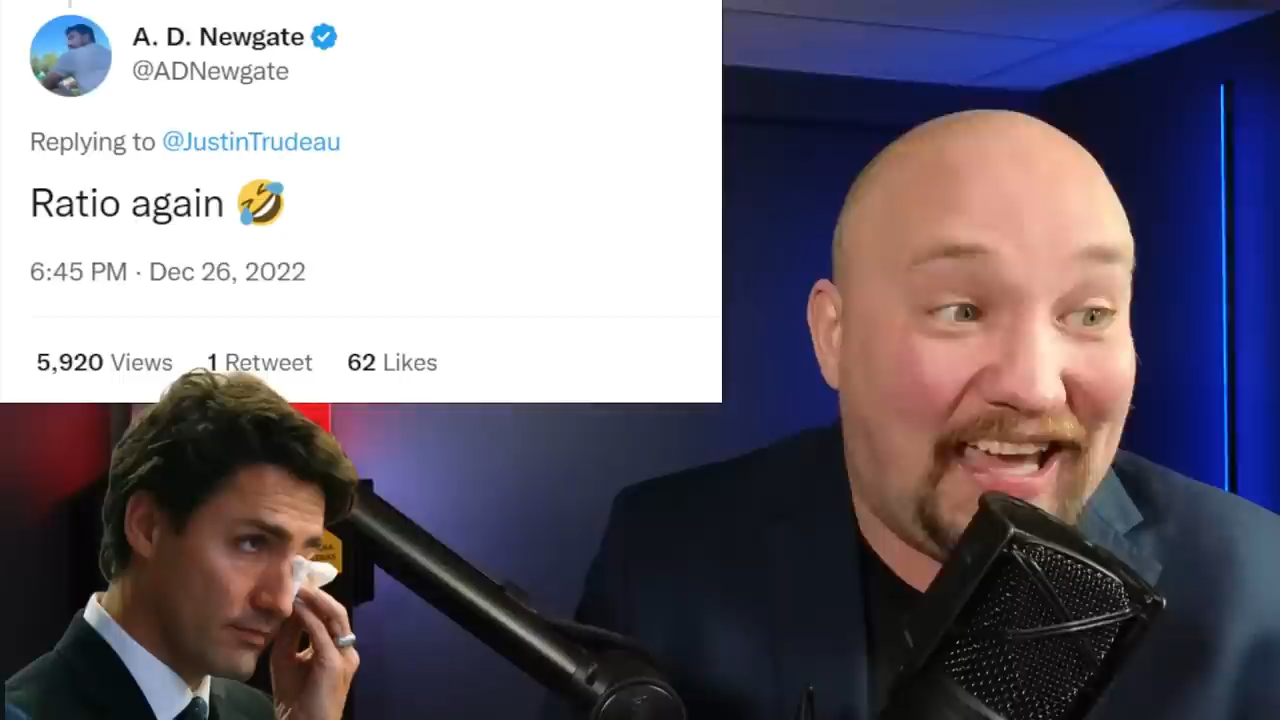 A. D. Newgate
@ADNewgate
Replying to @JustinTrudeau
Ratio again 🤣
6:45 PM · Dec 26, 2022
5,920 Views 1 Retweet 62 Likes